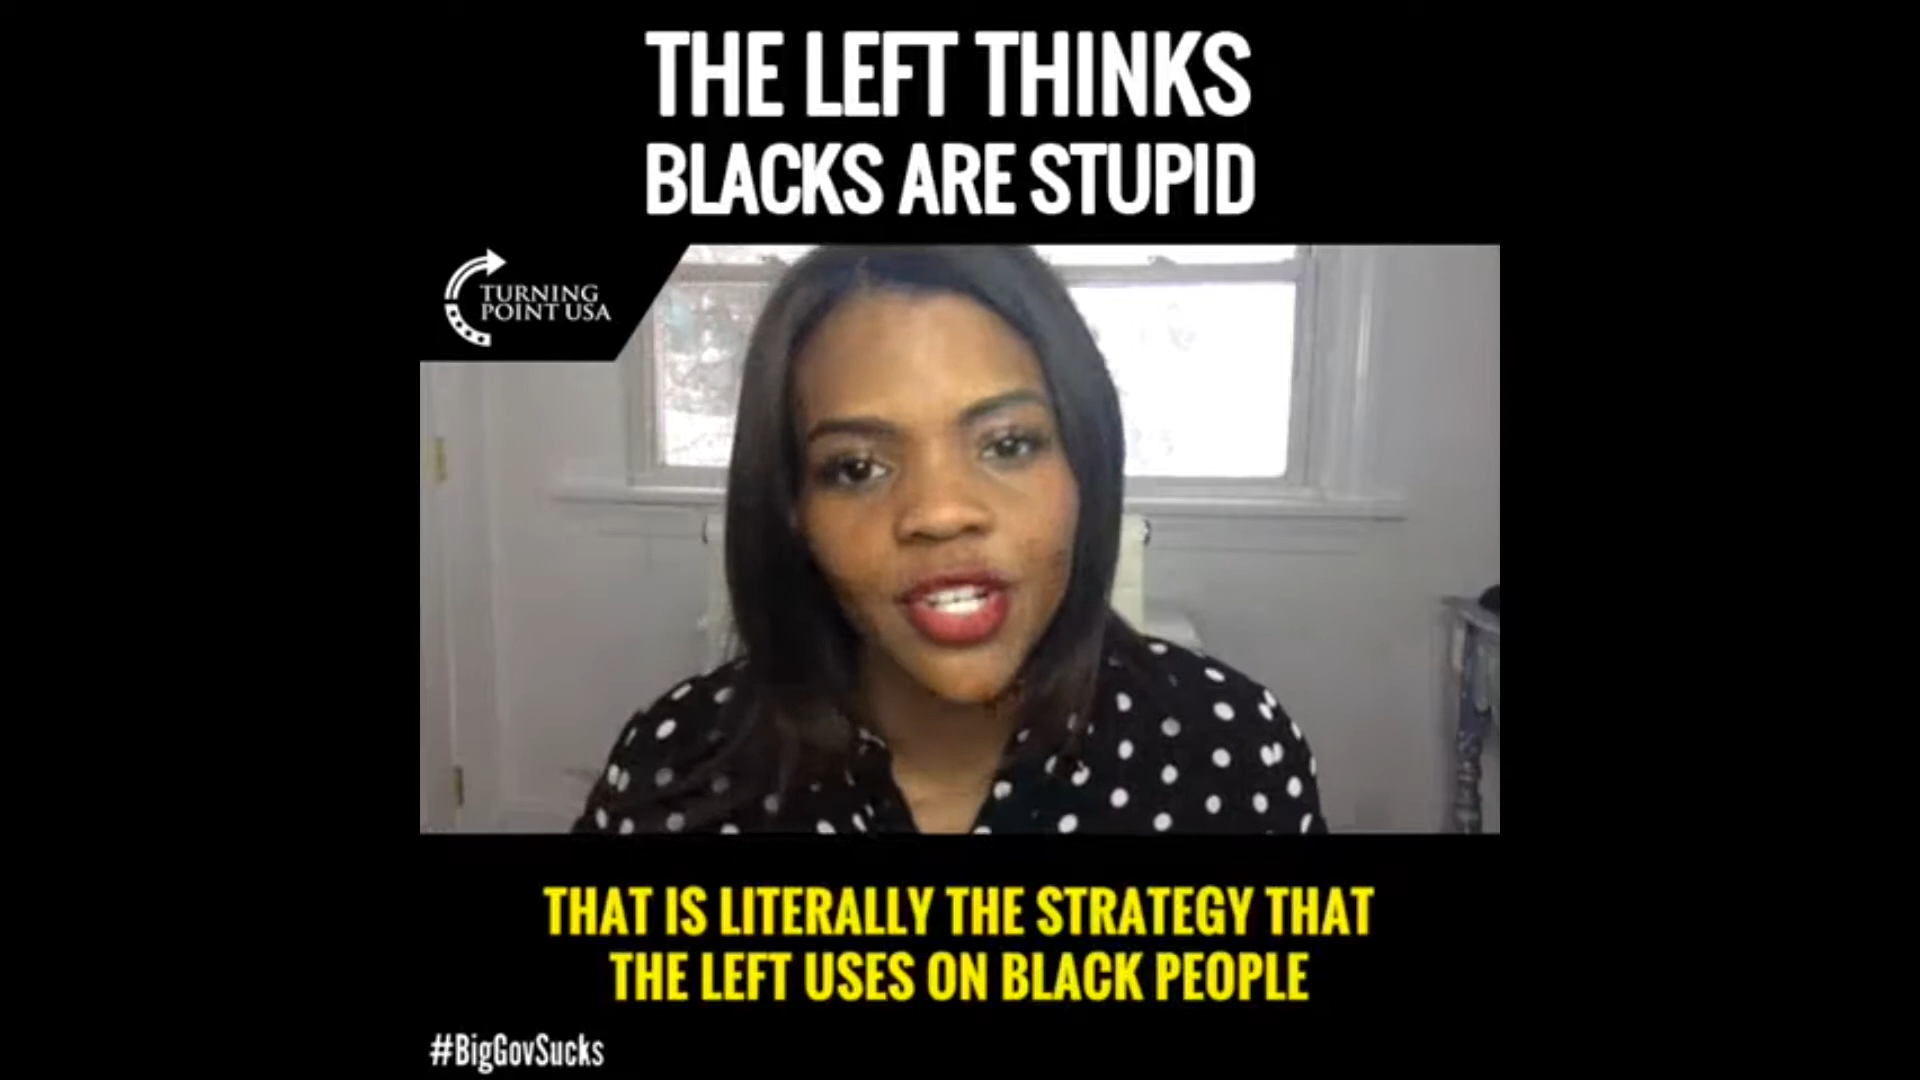 THE LEFT THINKS
BLACKS ARE STUPID
TURNING
POINT USA
THAT IS LITERALLY THE STRATEGY THAT
THE LEFT USES ON BLACK PEOPLE
#BigGovSucks